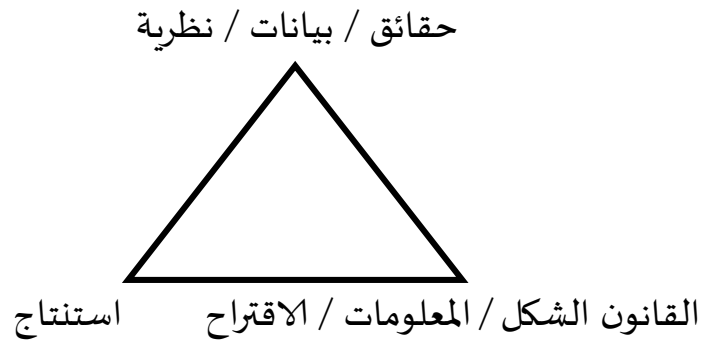 حقائق / بيانات / نظرية
القانون الشكل / المعلومات / الاقتراح
استنتاج